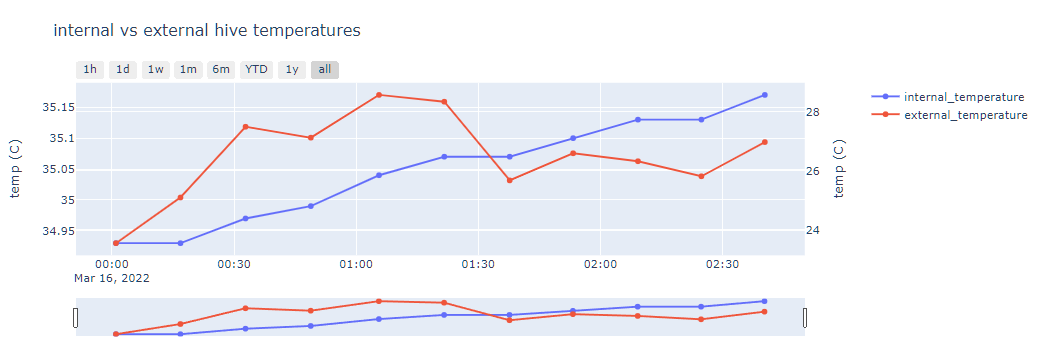 internal vs external hive temperatures
1h 1d 1w 1m 6m YTD 1y all
internal_temperature
external_temperature
temp (C)
35.15
35.1
35.05
35
34.95
28
26
24
temp (C)
00:00 00:30 01:00 01:30 02:00 02:30
Mar 16, 2022